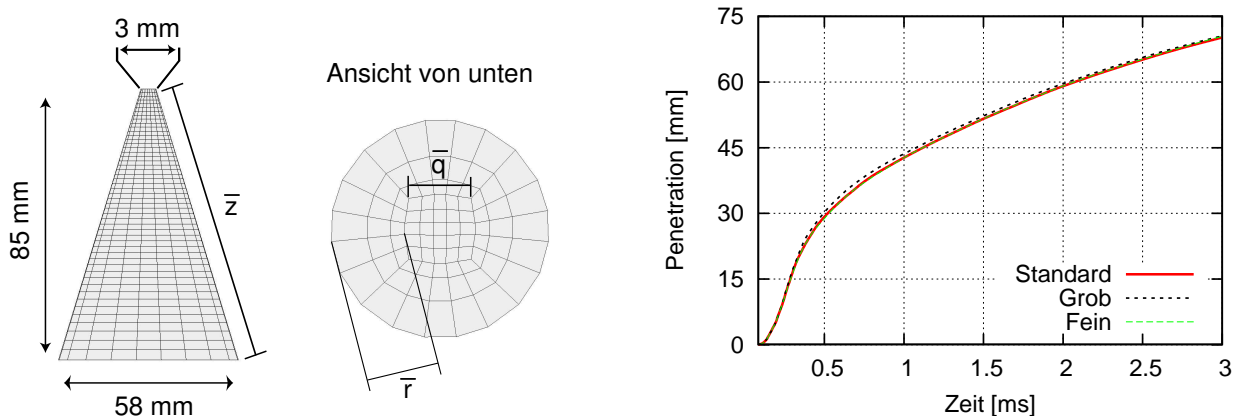 3 mm
Ansicht von unten
85 mm
z̅
q̅
r̅
58 mm
Penetration [mm]
75
60
45
30
15
0
Standard
Grob
Fein
0.5
1
1.5
2
2.5
3
Zeit [ms]